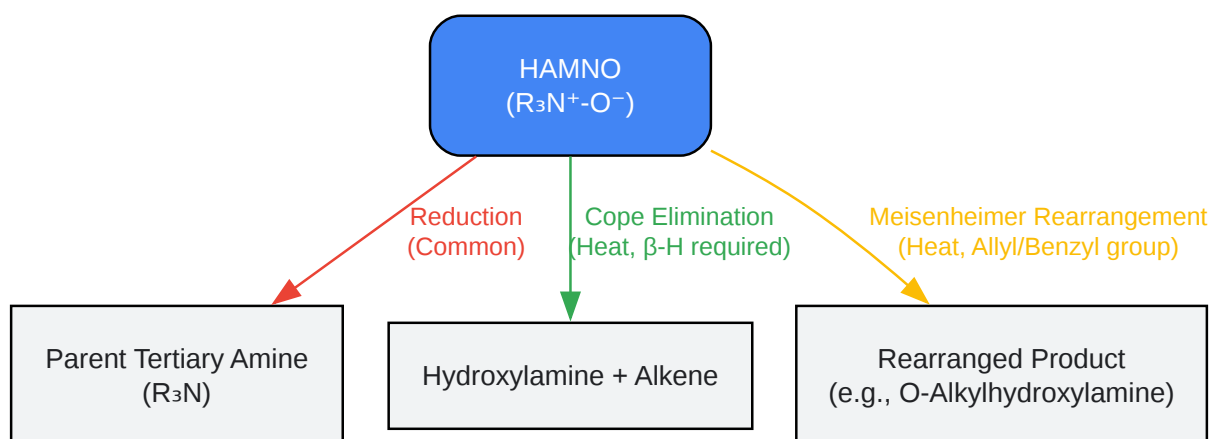 HAMNO
(R₃N⁺-O⁻)
Reduction
(Common)
Cope Elimination
(Heat, β-H required)
Meisenheimer Rearrangement
(Heat, Allyl/Benzyl group)
Parent Tertiary Amine
(R₃N)
Hydroxylamine + Alkene
Rearranged Product
(e.g., O-Alkylhydroxylamine)